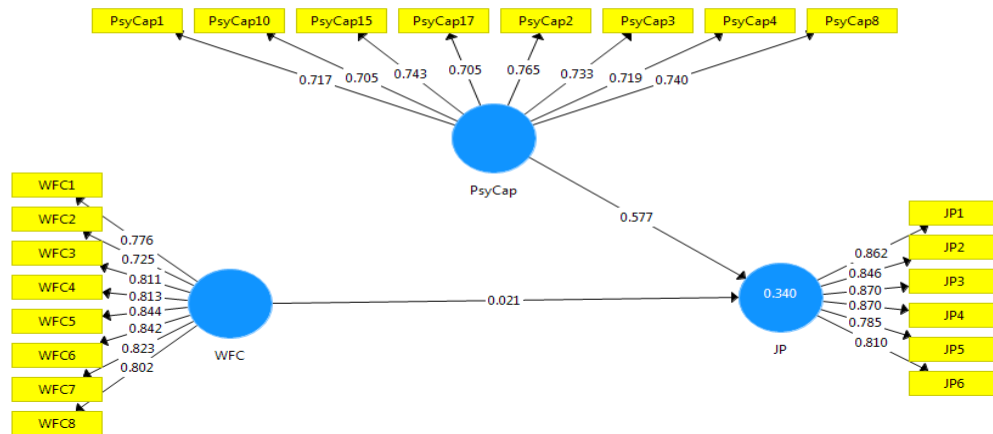 PsyCap1 PsyCap10 PsyCap15 PsyCap17 PsyCap2 PsyCap3 PsyCap4 PsyCap8
0.717 0.705 0.743 0.705 0.765 0.733 0.719 0.740
PsyCap
0.577
WFC1
WFC2
WFC3
WFC4
WFC5
WFC6
WFC7
WFC8
0.776
0.725
0.811
0.813
0.844
0.842
0.823
0.802
WFC
0.021
0.340
JP
0.862
0.846
0.870
0.870
0.785
0.810
JP1
JP2
JP3
JP4
JP5
JP6